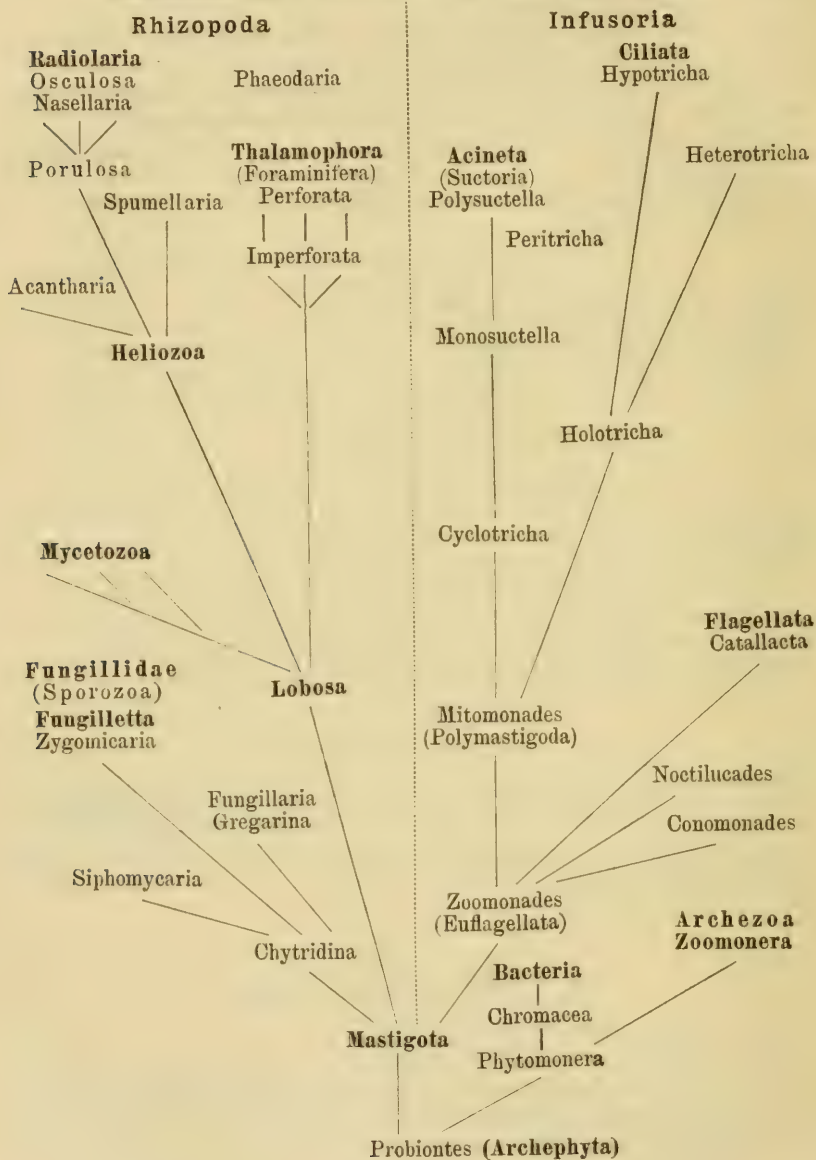 Rhizopoda
Infusoria
Radiolaria
Osculosa
Nasellaria
Phaeodaria
Porulosa
Spumellaria
Thalamophora
(Foraminifera)
Perforata
Imperforata
Acantharia
Heliozoa
Mycetozoa
Fungillidae
(Sporozoa)
Fungilletta
Zygomicaria
Lobosa
Fungillaria
Gregarina
Siphomycaria
Chytridina
Ciliata
Hypotricha
Acineta
(Suctoria)
Polysuctella
Heterotricha
Peritricha
Monosuctella
Holotricha
Cyclotricha
Flagellata
Catallacta
Mitomonades
(Polymastigoda)
Noctilucades
Conomonades
Zoomonades
(Euflagellata)
Archezoa
Zoomonera
Bacteria
Chromacea
Mastigota
Phytomonera
Probiontes (Archephyta)